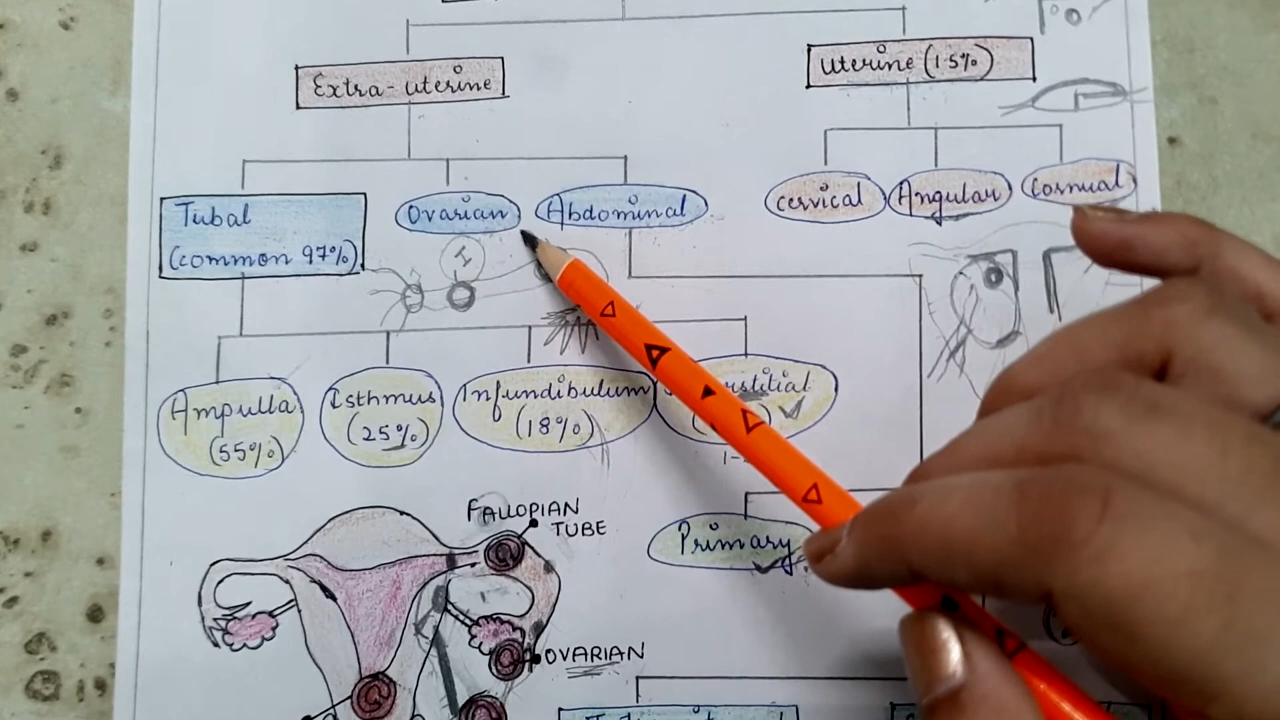 Extra-uterine
Uterine (1.5%)
Tubal
(common 97%)
Ovarian
Abdominal
cervical
Angular
Cornual
Ampulla
(55%)
Isthmus
(25%)
Infundibulum
(18%)
Primary
FALLOPIAN
TUBE
OVARIAN